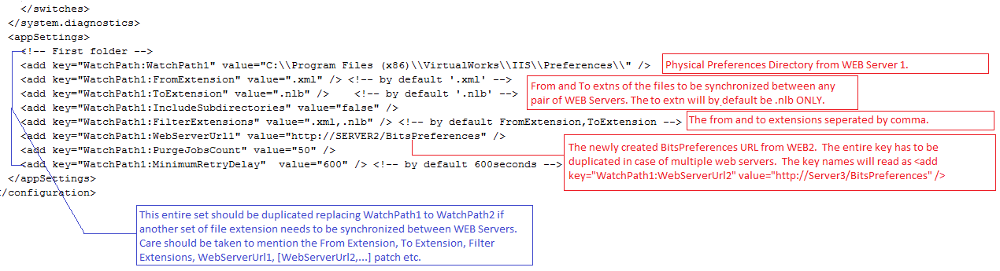 </switches>
</system.diagnostics>
<appSettings>
<!-- First folder -->
<add key="WatchPath:WatchPath1" value="C:\\Program Files (x86)\\VirtualWorks\\IIS\\Preferences\\" />
Physical Preferences Directory from WEB Server 1.
<add key="WatchPath1:FromExtension" value=".xml" /> <!-- by default '.xml' -->
<add key="WatchPath1:ToExtension" value=".nlb" />    <!-- by default '.nlb' -->
From and To extns of the files to be synchronized between any
pair of WEB Servers. The to extn will by default be .nlb ONLY.
<add key="WatchPath1:IncludeSubdirectories" value="false" />
<add key="WatchPath1:FilterExtensions" value=".xml,.nlb" /> <!-- by default FromExtension,ToExtension -->
The from and to extensions seperated by comma.
<add key="WatchPath1:WebServerUrl1" value="http://SERVER2/BitsPreferences" />
<add key="WatchPath1:PurgeJobsCount" value="50" />
<add key="WatchPath1:MinimumRetryDelay"  value="600" /> <!-- by default 600seconds -->
The newly created BitsPreferences URL from WEB2.  The entire key has to be
duplicated in case of multiple web servers.  The key names will read as <add
key="WatchPath1:WebServerUrl2" value="http://Server3/BitsPreferences" />
</appSettings>
/configuration>
This entire set should be duplicated replacing WatchPath1 to WatchPath2 if
another set of file extension needs to be synchronized between WEB Servers.
Care should be taken to mention the From Extension, To Extension, Filter
Extensions, WebServerUrl1, [WebServerUrl2,...] patch etc.